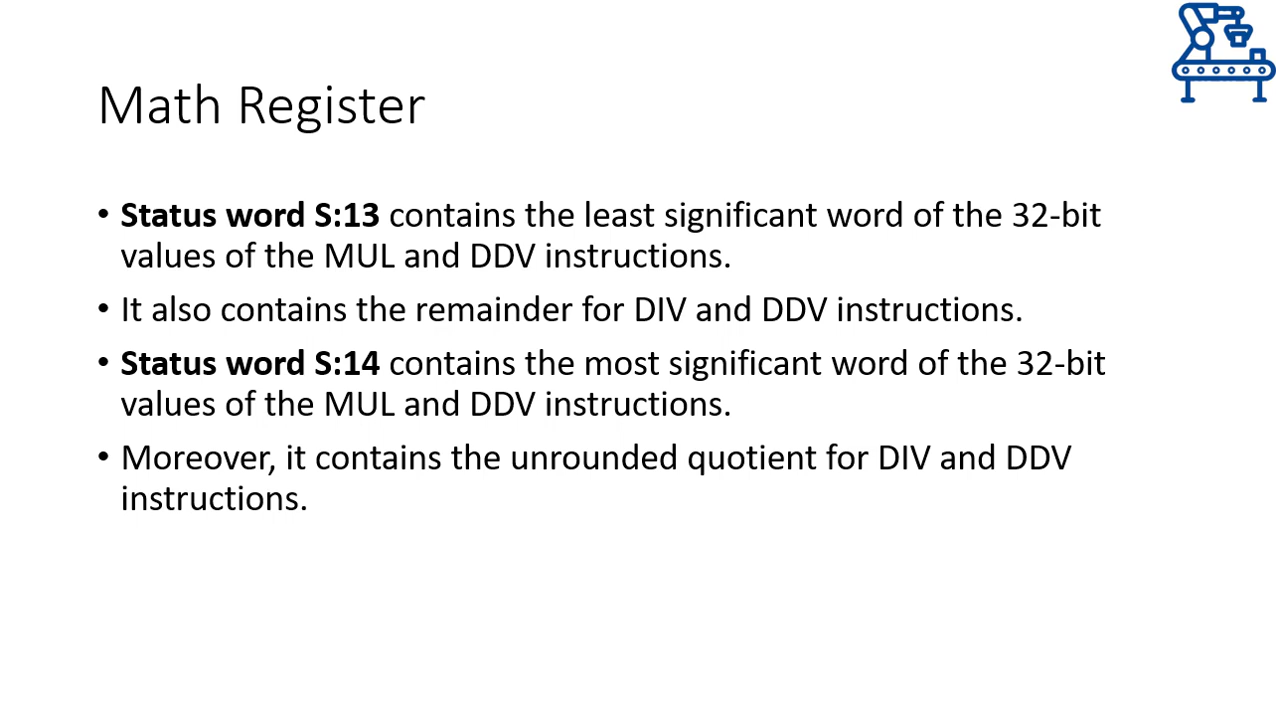 Math Register
• Status word S:13 contains the least significant word of the 32-bit
values of the MUL and DDV instructions.
• It also contains the remainder for DIV and DDV instructions.
• Status word S:14 contains the most significant word of the 32-bit
values of the MUL and DDV instructions.
• Moreover, it contains the unrounded quotient for DIV and DDV
instructions.